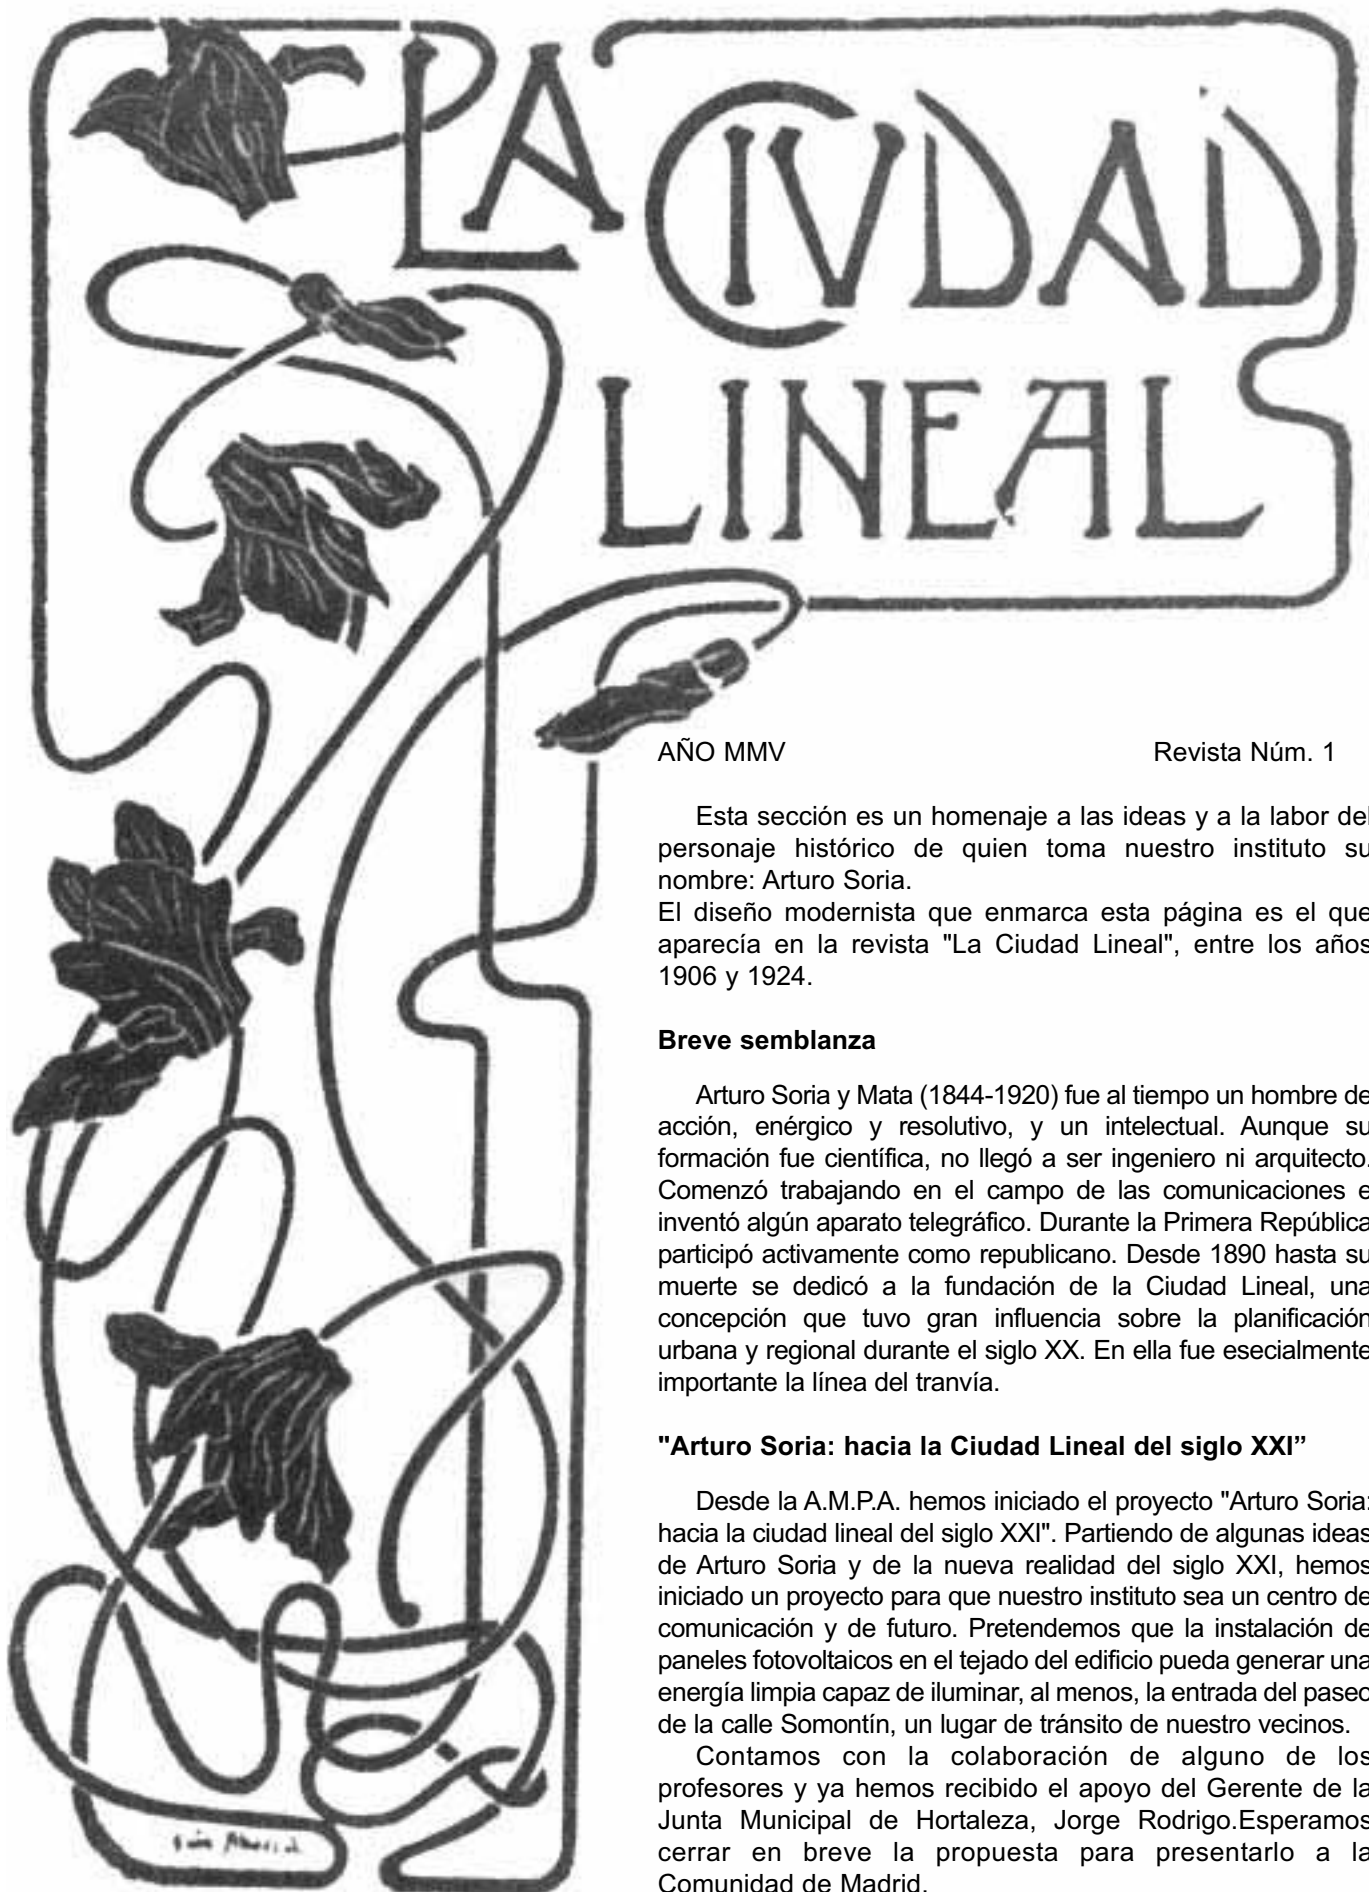 LA
CIVDAD
LINEAL
AÑO MMV Revista Núm. 1
Esta sección es un homenaje a las ideas y a la labor del
personaje histórico de quien toma nuestro instituto su
nombre: Arturo Soria.
El diseño modernista que enmarca esta página es el que
aparecía en la revista "La Ciudad Lineal", entre los años
1906 y 1924.
Breve semblanza
Arturo Soria y Mata (1844-1920) fue al tiempo un hombre de
acción, enérgico y resolutivo, y un intelectual. Aunque su
formación fue científica, no llegó a ser ingeniero ni arquitecto.
Comenzó trabajando en el campo de las comunicaciones e
inventó algún aparato telegráfico. Durante la Primera República
participó activamente como republicano. Desde 1890 hasta su
muerte se dedicó a la fundación de la Ciudad Lineal, una
concepción que tuvo gran influencia sobre la planificación
urbana y regional durante el siglo XX. En ella fue esecialmente
importante la línea del tranvía.
"Arturo Soria: hacia la Ciudad Lineal del siglo XXI”
Desde la A.M.P.A. hemos iniciado el proyecto "Arturo Soria:
hacia la ciudad lineal del siglo XXI". Partiendo de algunas ideas
de Arturo Soria y de la nueva realidad del siglo XXI, hemos
iniciado un proyecto para que nuestro instituto sea un centro de
comunicación y de futuro. Pretendemos que la instalación de
paneles fotovoltaicos en el tejado del edificio pueda generar una
energía limpia capaz de iluminar, al menos, la entrada del paseo
de la calle Somontín, un lugar de tránsito de nuestro vecinos.
Contamos con la colaboración de alguno de los
profesores y ya hemos recibido el apoyo del Gerente de la
Junta Municipal de Hortaleza, Jorge Rodrigo.Esperamos
cerrar en breve la propuesta para presentarlo a la
Comunidad de Madrid.